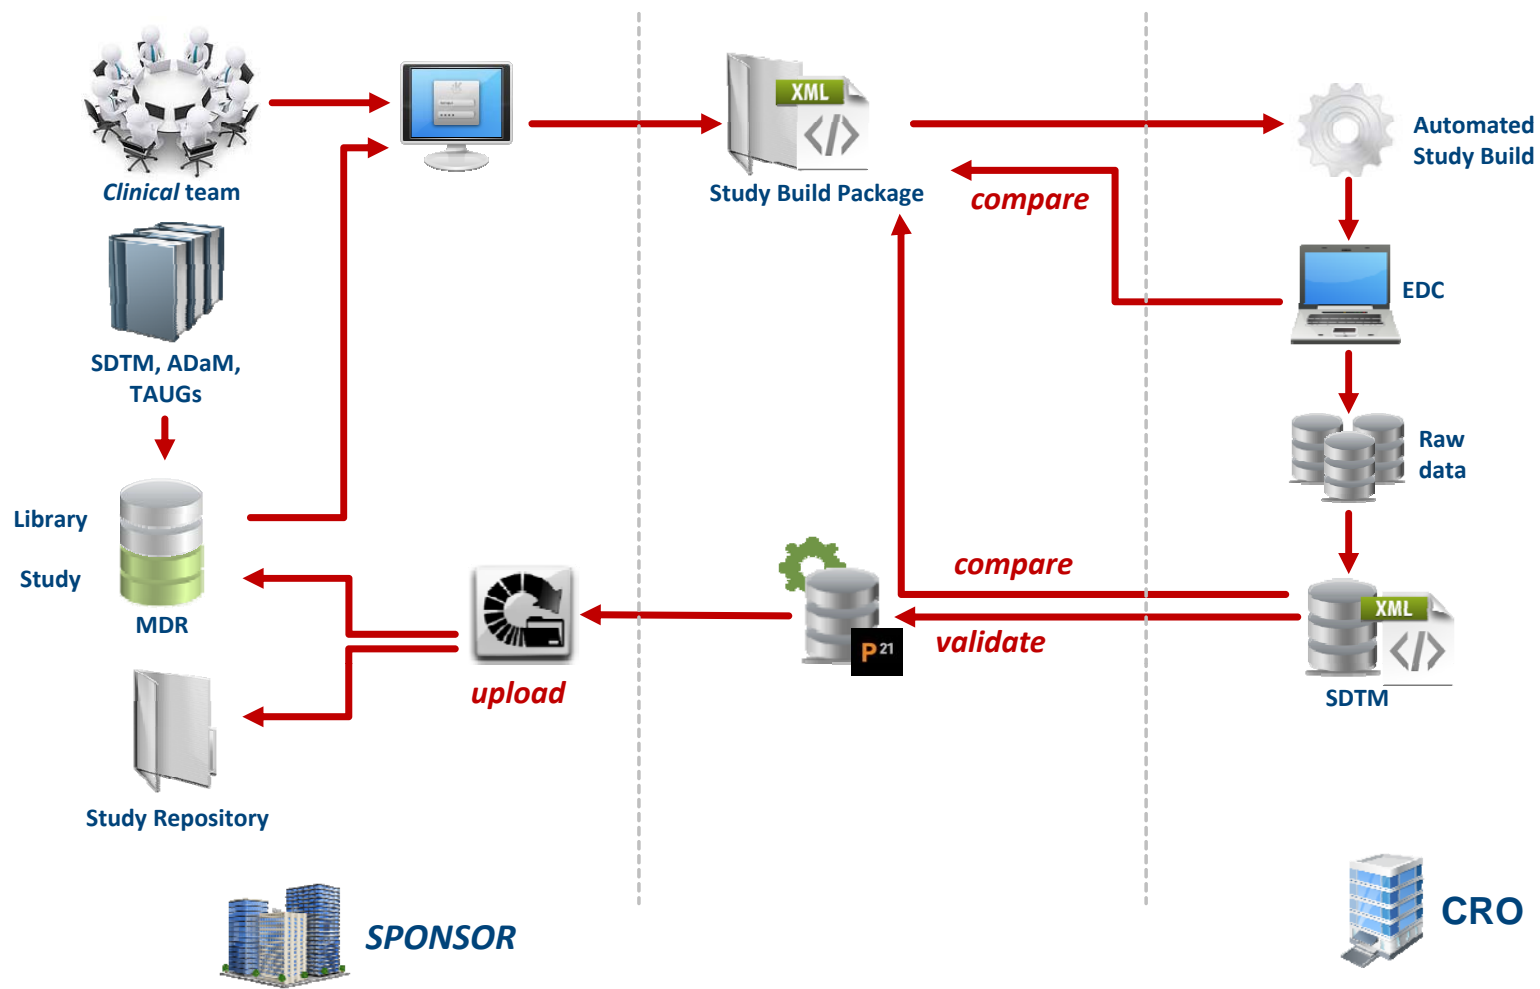 XML
Clinical team
Study Build Package
compare
Automated
Study Build
EDC
SDTM, ADaM,
TAUGs
Raw
data
Library
Study
MDR
compare
validate
P21
XML
SDTM
upload
Study Repository
SPONSOR
CRO